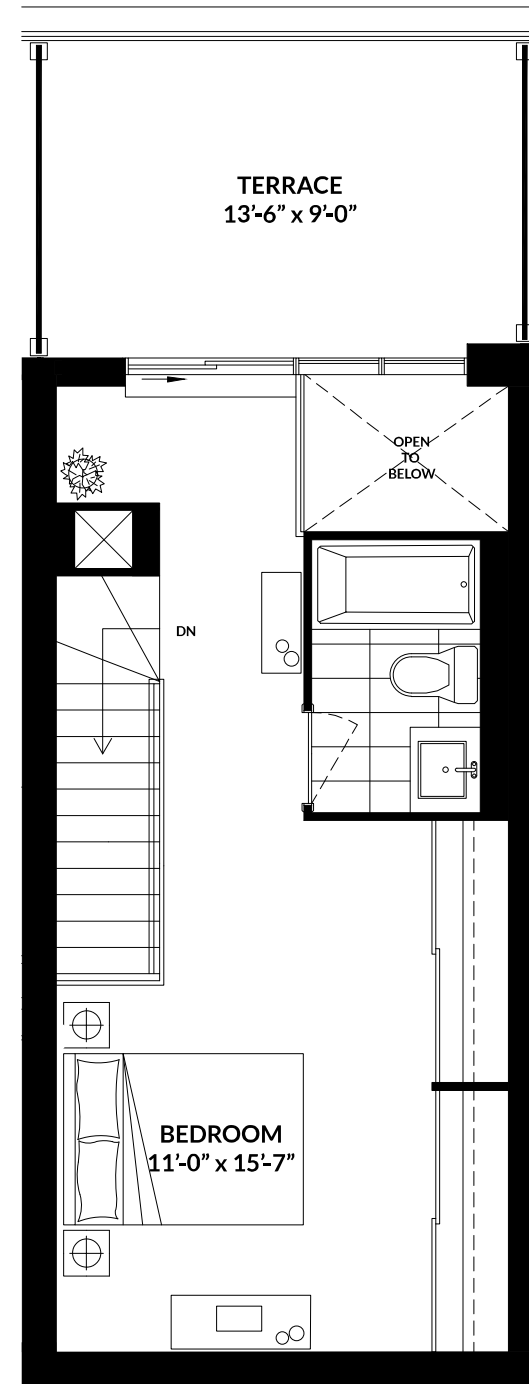 TERRACE
13’-6” x 9’-0”
OPEN
TO
BELOW
DN
BEDROOM
11’-0” x 15’-7”